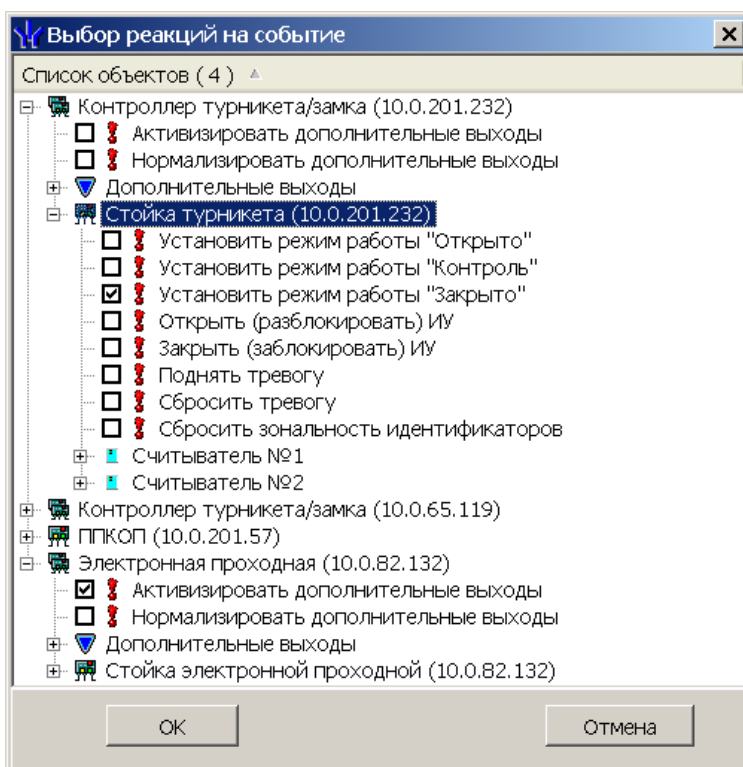 Выбор реакций на событие
Список объектов ( 4 )
Контроллер турникета/замка (10.0.201.232)
Активизировать дополнительные выходы
Нормализировать дополнительные выходы
Дополнительные выходы
Стойка турникета (10.0.201.232)
Установить режим работы "Открыто"
Установить режим работы "Контроль"
Установить режим работы "Закрыто"
Открыть (разблокировать) ИУ
Закрыть (заблокировать) ИУ
Поднять тревогу
Сбросить тревогу
Сбросить зональность идентификаторов
Считыватель №1
Считыватель №2
Контроллер турникета/замка (10.0.65.119)
ППКОП (10.0.201.57)
Электронная проходная (10.0.82.132)
Активизировать дополнительные выходы
Нормализировать дополнительные выходы
Дополнительные выходы
Стойка электронной проходной (10.0.82.132)
ОК Отмена